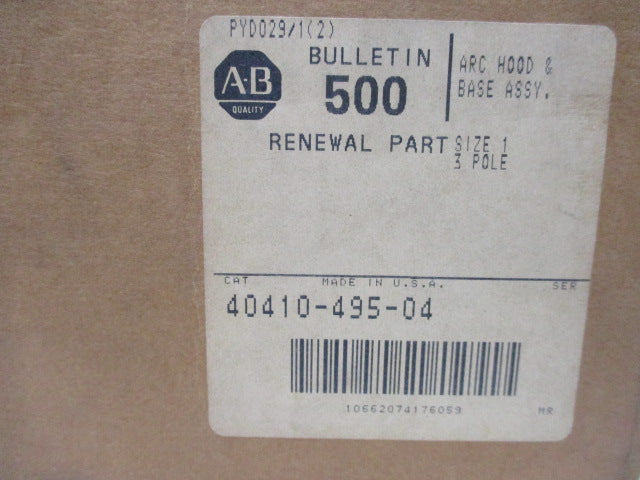 PYD029/1(2)
A-B
QUALITY
BULLETIN
500
ARC HOOD &
BASE ASSY.
RENEWAL PART
SIZE 1
3 POLE
CAT
MADE IN U.S.A.
SER
40410-495-04
10662074176059
MR